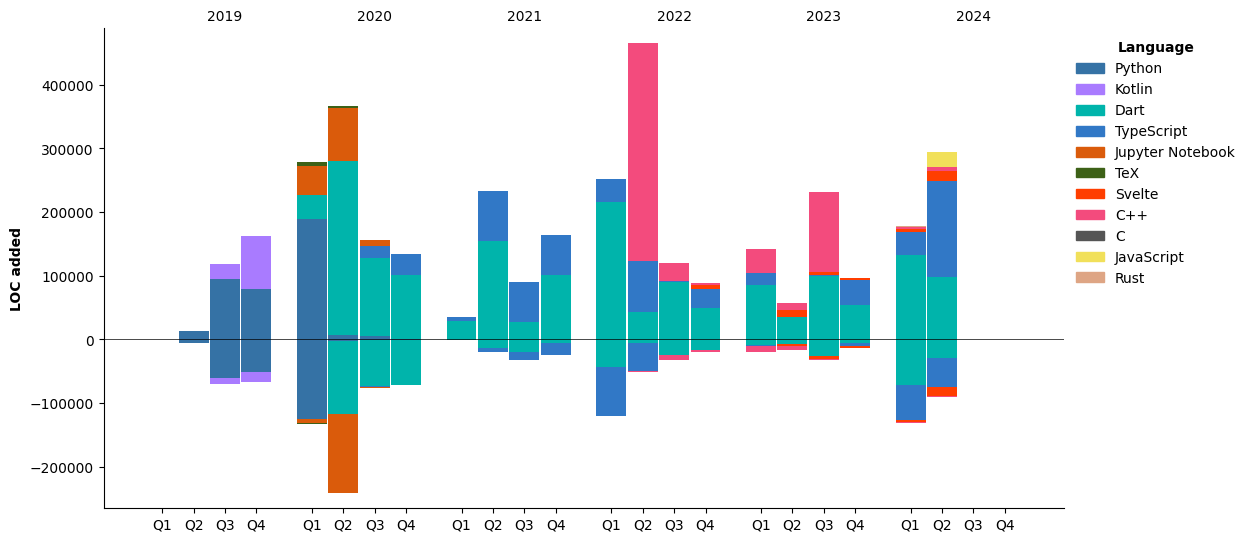 2019 2020 2021 2022 2023 2024
LOC added
400000
300000
200000
100000
0
−100000
−200000
Q1 Q2 Q3 Q4 Q1 Q2 Q3 Q4 Q1 Q2 Q3 Q4 Q1 Q2 Q3 Q4 Q1 Q2 Q3 Q4 Q1 Q2 Q3 Q4
Language
Python
Kotlin
Dart
TypeScript
Jupyter Notebook
TeX
Svelte
C++
C
JavaScript
Rust